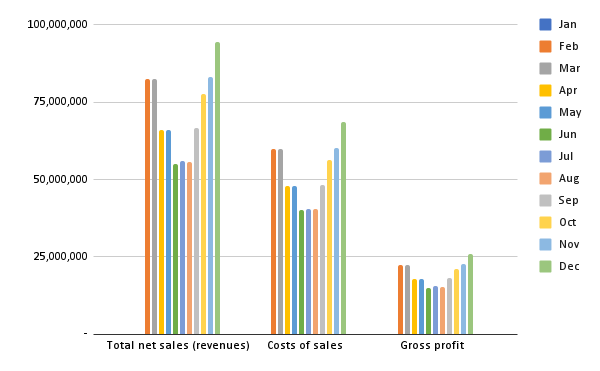 100,000,000
75,000,000
50,000,000
25,000,000
-
Total net sales (revenues)
Costs of sales
Gross profit
Jan
Feb
Mar
Apr
May
Jun
Jul
Aug
Sep
Oct
Nov
Dec